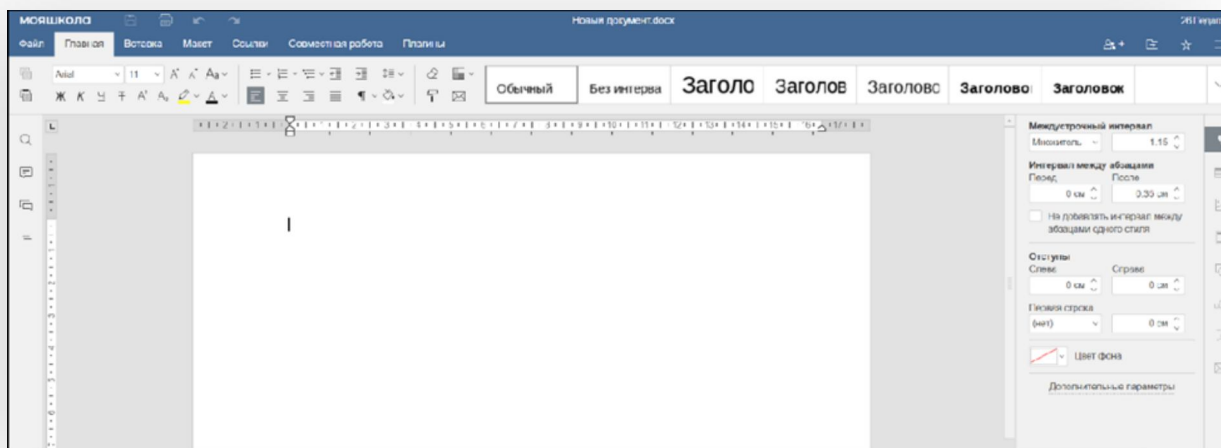 МОЯШКОЛА Новый документ.docx
Файл Главная Вставка Макет Ссылки Совместная работа Плагины
Arial 11 Aa
Ж К Ч
Обычный Без интерва Заголо Заголов Заголовс Заголовo Заголовок
Междустрочный интервал
Множитель 1.15
Интервал между абзацами
Перед После
0 см 0.35 см
Не добавлять интервал между
абзацами одного стиля
Отступы
Слева Справа
0 см 0 см
Первая строка
(нет) 0 см
Цвет фона
Дополнительные параметры